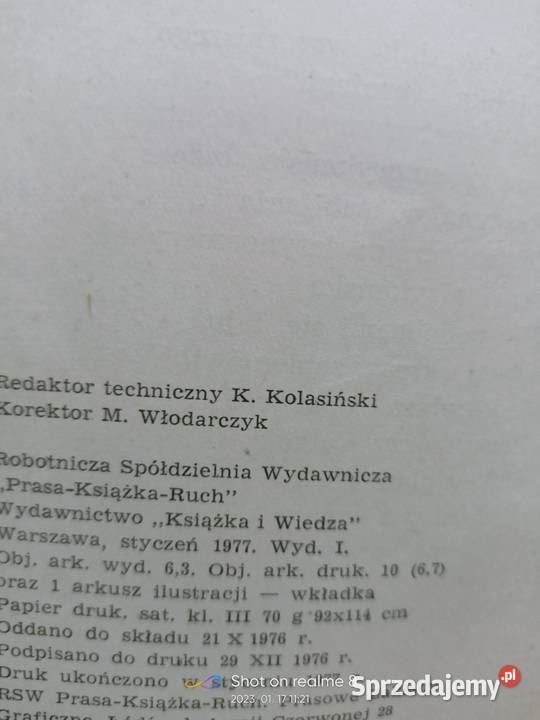 Redaktor techniczny K. Kolasiński
Korektor M. Włodarczyk
Robotnicza Spółdzielnia Wydawnicza
„Prasa-Książka-Ruch"
Wydawnictwo „Książka i Wiedza"
Warszawa, styczeń 1977. Wyd. I.
Obj. ark. wyd. 6,3. Obj. ark. druk. 10 (6,7)
oraz 1 arkusz ilustracji — wkładka
Papier druk. sat. kl. III 70 g 92x114 cm
Oddano do składu 21 X 1976 r.
Podpisano do druku 29 XII 1976 r.
Druk ukończono w
RSW Prasa-Książka-Ruch
Graficzne Czerwonej 28
Shot on realme 8
2023. 01. 17 11:21
Sprzedajemy.pl